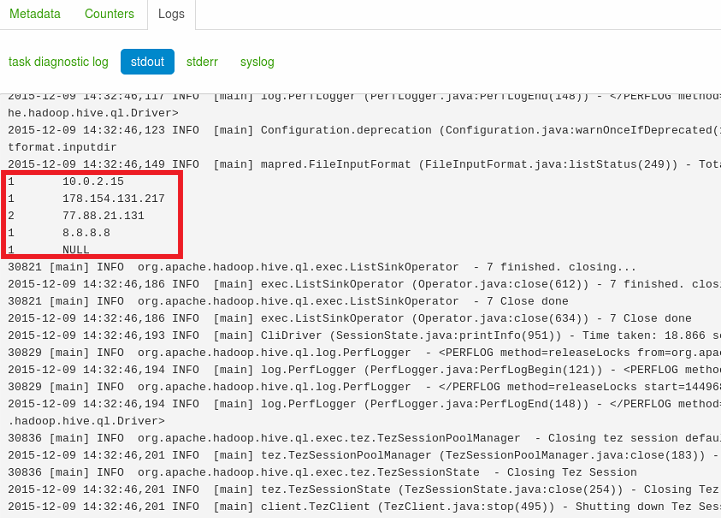 Metadata Counters Logs
task diagnostic log stdout stderr syslog
2015-12-09 14:32:46,117 INFO [main] log.PerfLogger (PerfLogger.java:PerfLogEnd(148)) - </PERFLOG method=
he.hadoop.hive.ql.Driver>
2015-12-09 14:32:46,123 INFO [main] Configuration.deprecation (Configuration.java:warnOnceIfDeprecated(
tformat.inputdir
2015-12-09 14:32:46,149 INFO [main] mapred.FileInputFormat (FileInputFormat.java:listStatus(249)) - Tota
1 10.0.2.15
1 178.154.131.217
2 77.88.21.131
1 8.8.8.8
1 NULL
30821 [main] INFO org.apache.hadoop.hive.ql.exec.ListSinkOperator - 7 finished. closing...
2015-12-09 14:32:46,186 INFO [main] exec.ListSinkOperator (Operator.java:close(612)) - 7 finished. closi
30821 [main] INFO org.apache.hadoop.hive.ql.exec.ListSinkOperator - 7 Close done
2015-12-09 14:32:46,186 INFO [main] exec.ListSinkOperator (Operator.java:close(634)) - 7 Close done
2015-12-09 14:32:46,193 INFO [main] CliDriver (SessionState.java:printInfo(951)) - Time taken: 18.866 se
30829 [main] INFO org.apache.hadoop.hive.ql.log.PerfLogger - <PERFLOG method=releaseLocks from=org.apac
2015-12-09 14:32:46,194 INFO [main] log.PerfLogger (PerfLogger.java:PerfLogBegin(121)) - <PERFLOG method
30829 [main] INFO org.apache.hadoop.hive.ql.log.PerfLogger - </PERFLOG method=releaseLocks start=144968
2015-12-09 14:32:46,194 INFO [main] log.PerfLogger (PerfLogger.java:PerfLogEnd(148)) - </PERFLOG method=
.hadoop.hive.ql.Driver>
30836 [main] INFO org.apache.hadoop.hive.ql.exec.tez.TezSessionPoolManager - Closing tez session defaul
2015-12-09 14:32:46,201 INFO [main] tez.TezSessionPoolManager (TezSessionPoolManager.java:close(183)) -
30836 [main] INFO org.apache.hadoop.hive.ql.exec.tez.TezSessionState - Closing Tez Session
2015-12-09 14:32:46,201 INFO [main] tez.TezSessionState (TezSessionState.java:close(254)) - Closing Tez
2015-12-09 14:32:46,201 INFO [main] client.TezClient (TezClient.java:stop(495)) - Shutting down Tez Sess